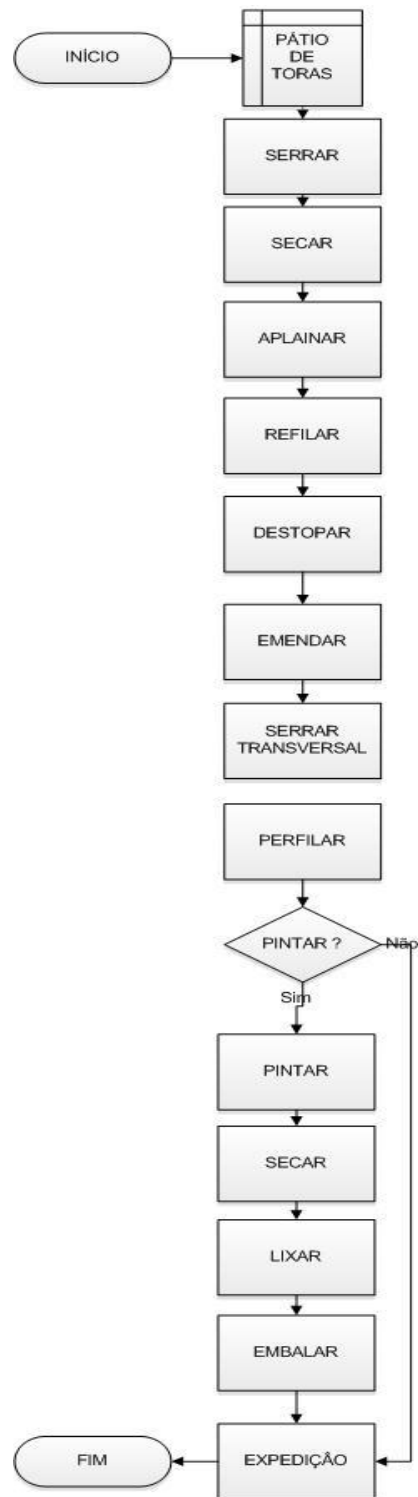 INÍCIO
PÁTIO
DE
TORAS
SERRAR
SECAR
APLAINAR
REFILAR
DESTOPAR
EMENDAR
SERRAR
TRANSVERSAL
PERFILAR
PINTAR ?
Não
Sim
PINTAR
SECAR
LIXAR
EMBALAR
FIM
EXPEDIÇÂO